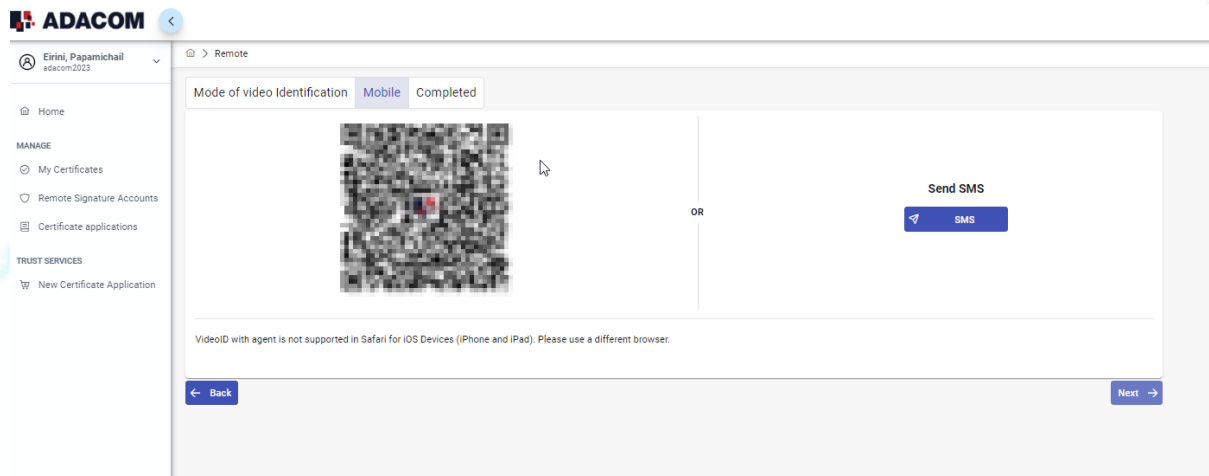 ADACOM
Eirini, Papamichail
adacom2023
Home
MANAGE
My Certificates
Remote Signature Accounts
Certificate applications
TRUST SERVICES
New Certificate Application
> Remote
Mode of video Identification Mobile Completed
OR
Send SMS
SMS
VideoID with agent is not supported in Safari for iOS Devices (iPhone and iPad). Please use a different browser.
Back
Next